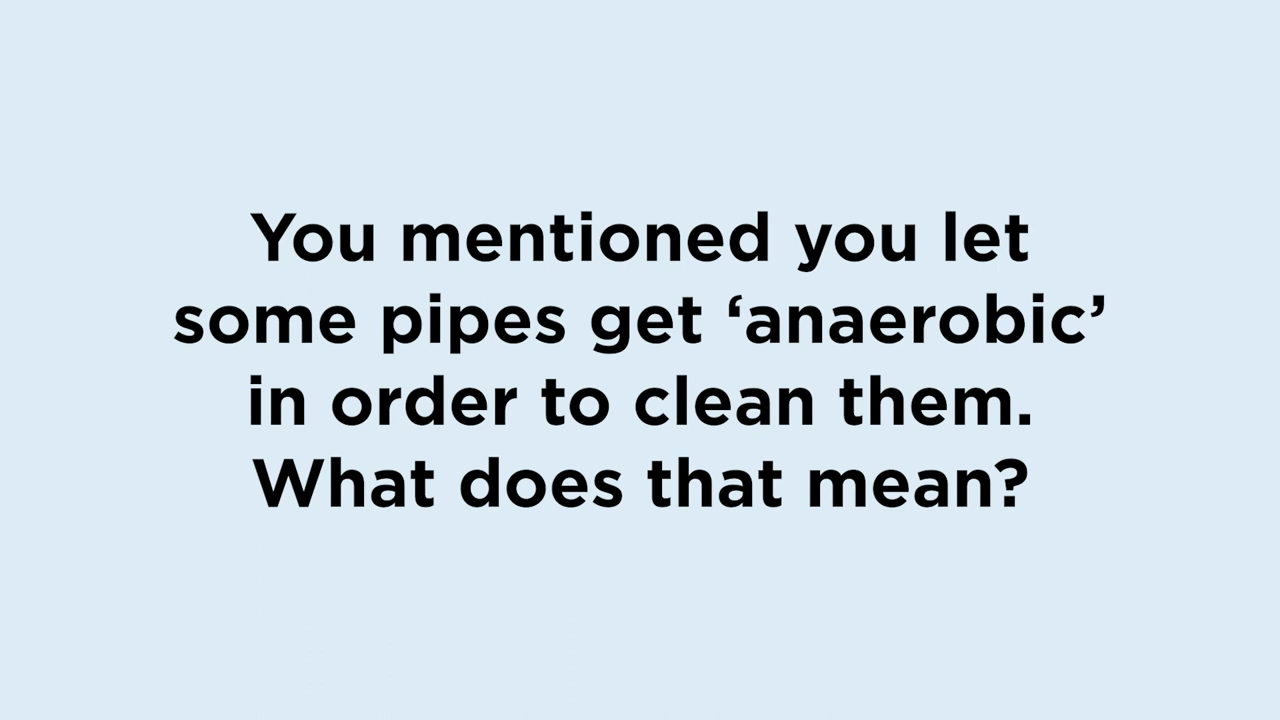 You mentioned you let
some pipes get ‘anaerobic’
in order to clean them.
What does that mean?